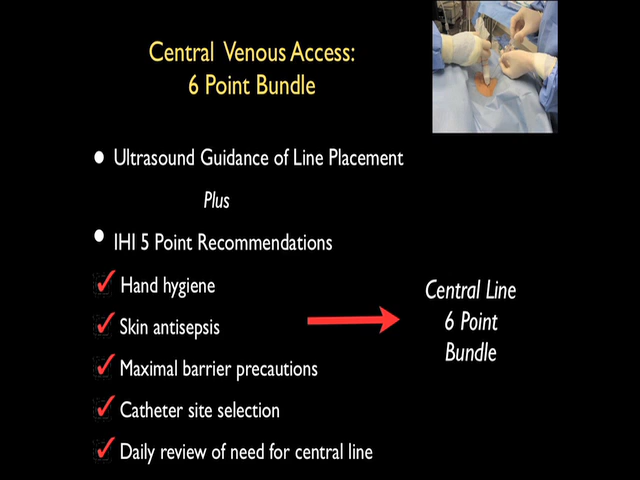 Central Venous Access:
6 Point Bundle
Ultrasound Guidance of Line Placement
Plus
IHI 5 Point Recommendations
Hand hygiene
Skin antisepsis
Maximal barrier precautions
Catheter site selection
Daily review of need for central line
Central Line
6 Point
Bundle